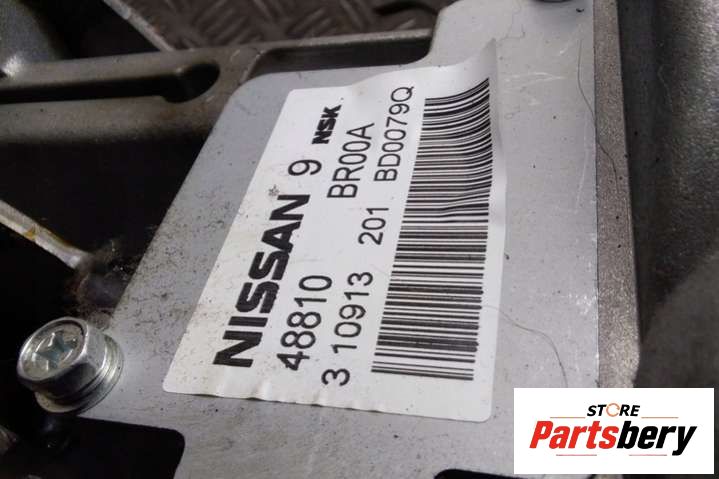 NISSAN 9 NSK
48810 BR00A
3 10913 201 BD0079Q
STORE
Partsbery